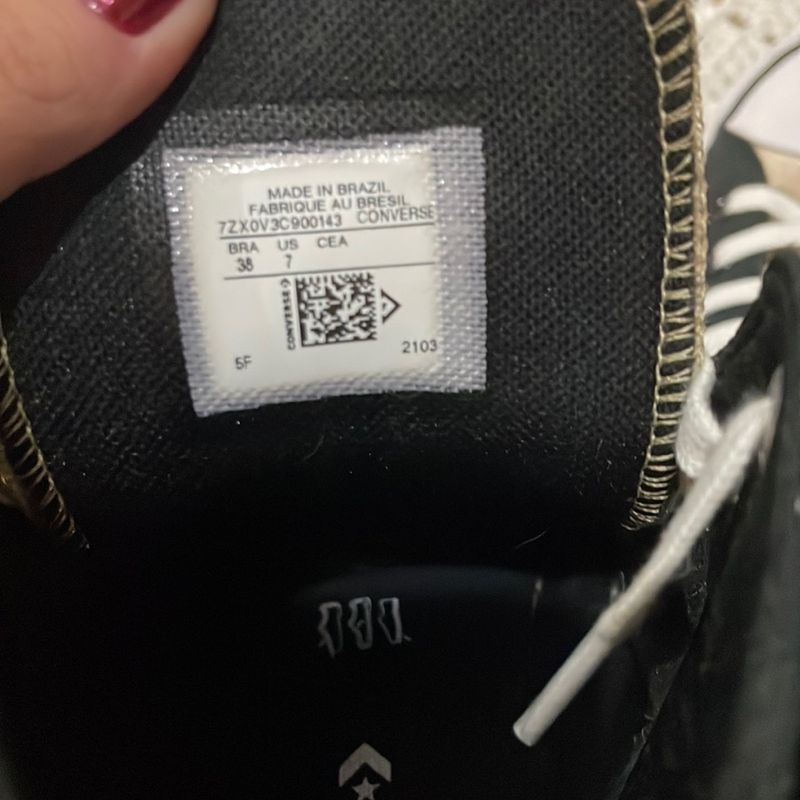 MADE IN BRAZIL
FABRIQUE AU BRESIL
7ZX0V3C900143 CONVERSE
BRA US CEA
38 7
CONVERSE
5F 2103